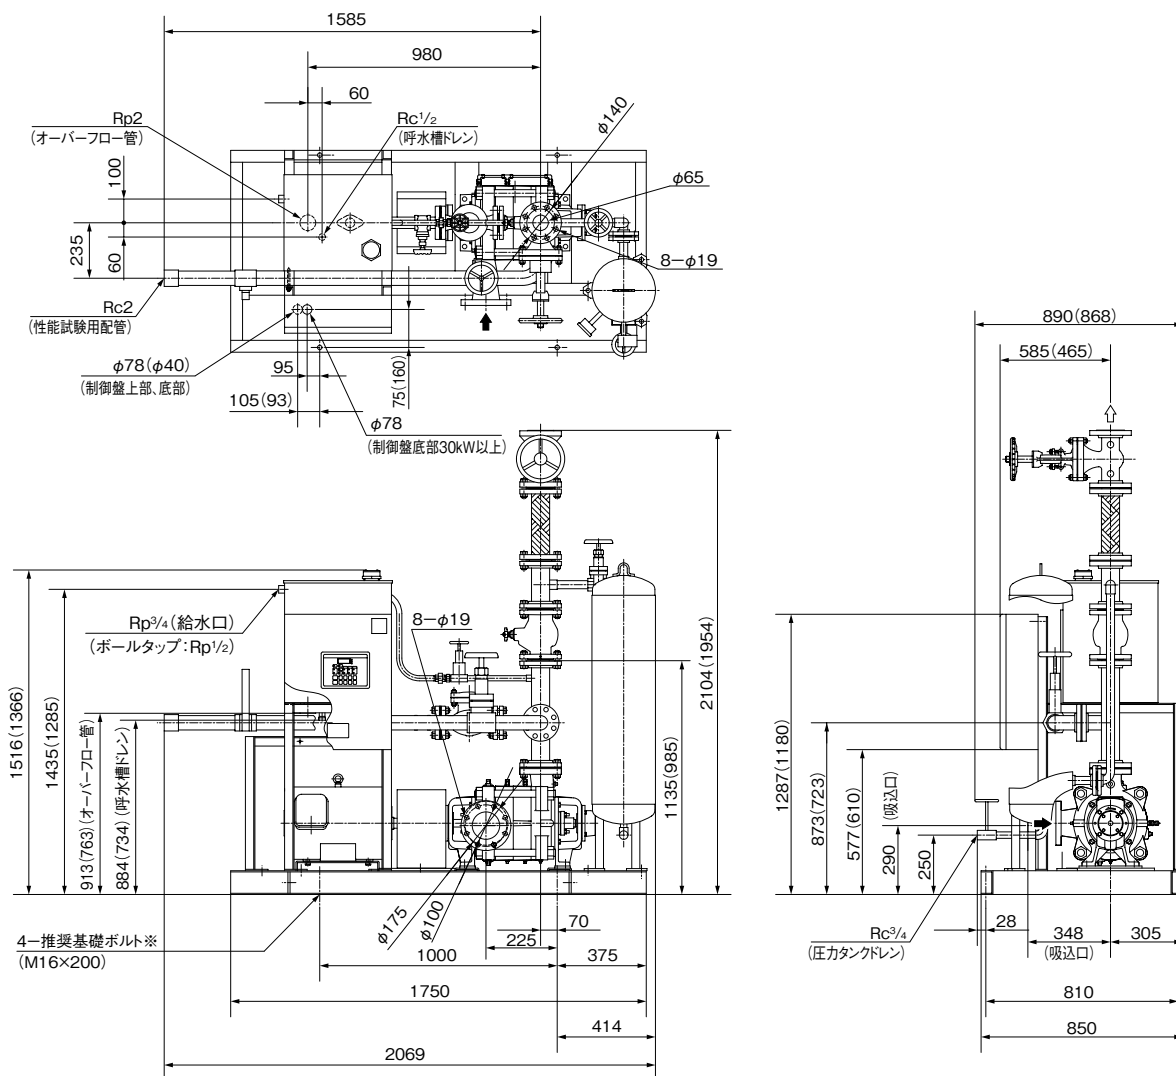 1585
980
60
Rp2
(オーバーフロー管)
Rc1/2
(呼水槽ドレン)
φ140
φ65
100
235
60
8−φ19
Rc2
(性能試験用配管)
φ78(φ40)
(制御盤上部、底部)
95
105(93)
75(160)
φ78
(制御盤底部30kW以上)
890(868)
585(465)
Rp3/4(給水口)
(ボールタップ:Rp1/2)
8−φ19
1516(1366)
1435(1285)
913(763)(オーバーフロー管)
884(734)(呼水槽ドレン)
2104(1954)
1135(985)
1287(1180)
873(723)
577(610)
290
(吸込口)
250
φ175
φ100
70
225
4−推奨基礎ボルト※
(M16×200)
1000
375
1750
414
2069
Rc3/4
(圧力タンクドレン)
28
348
(吸込口)
305
810
850